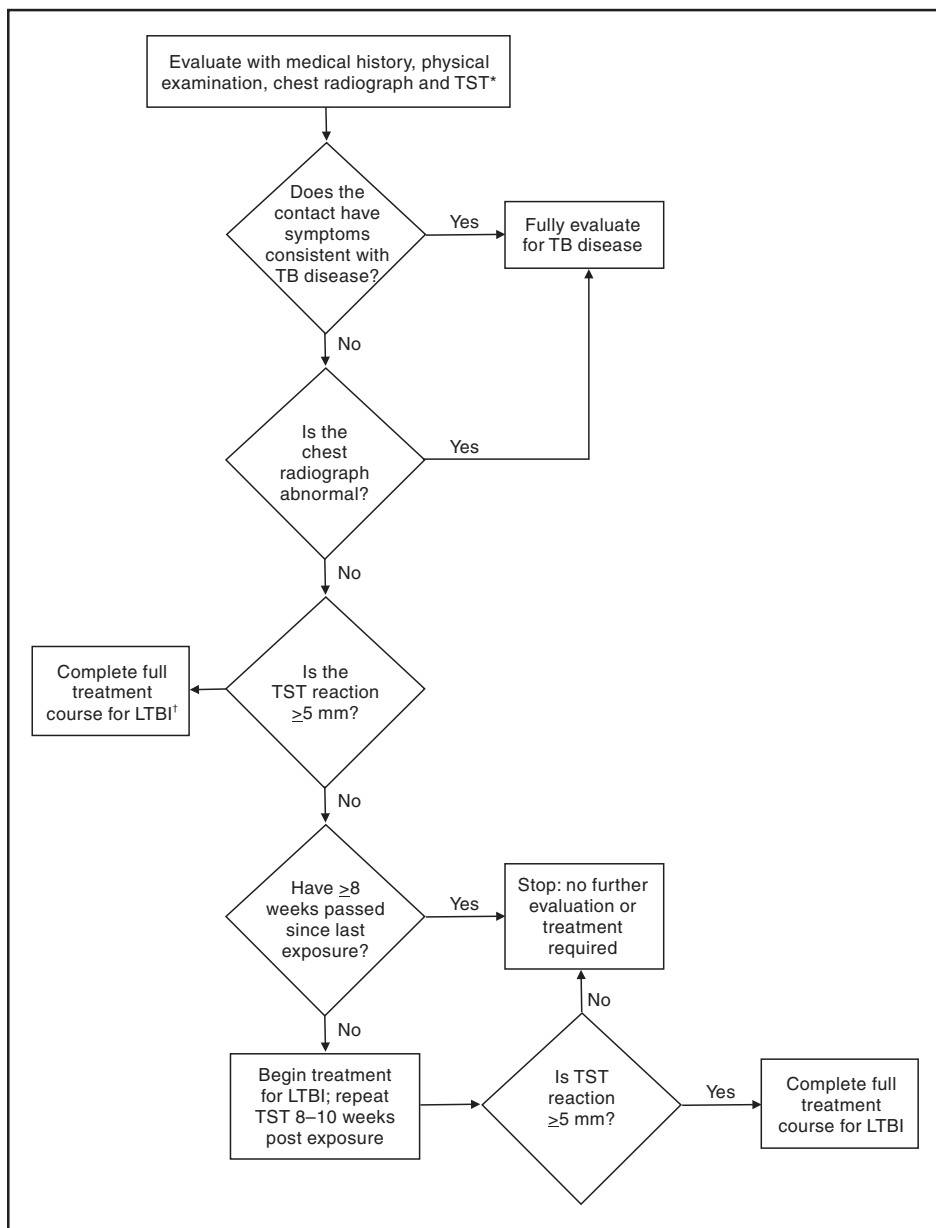 Evaluate with medical history, physical
examination, chest radiograph and TST*
Does the
contact have
symptoms
consistent with
TB disease?
Yes
Fully evaluate
for TB disease
No
Is the
chest
radiograph
abnormal?
Yes
No
Complete full
treatment
course for LTBI†
Is the
TST reaction
≥5 mm?
No
Have ≥8
weeks passed
since last
exposure?
Yes
Stop: no further
evaluation or
treatment
required
No
No
Begin treatment
for LTBI; repeat
TST 8–10 weeks
post exposure
Is TST
reaction
≥5 mm?
Yes
Complete full
treatment
course for LTBI